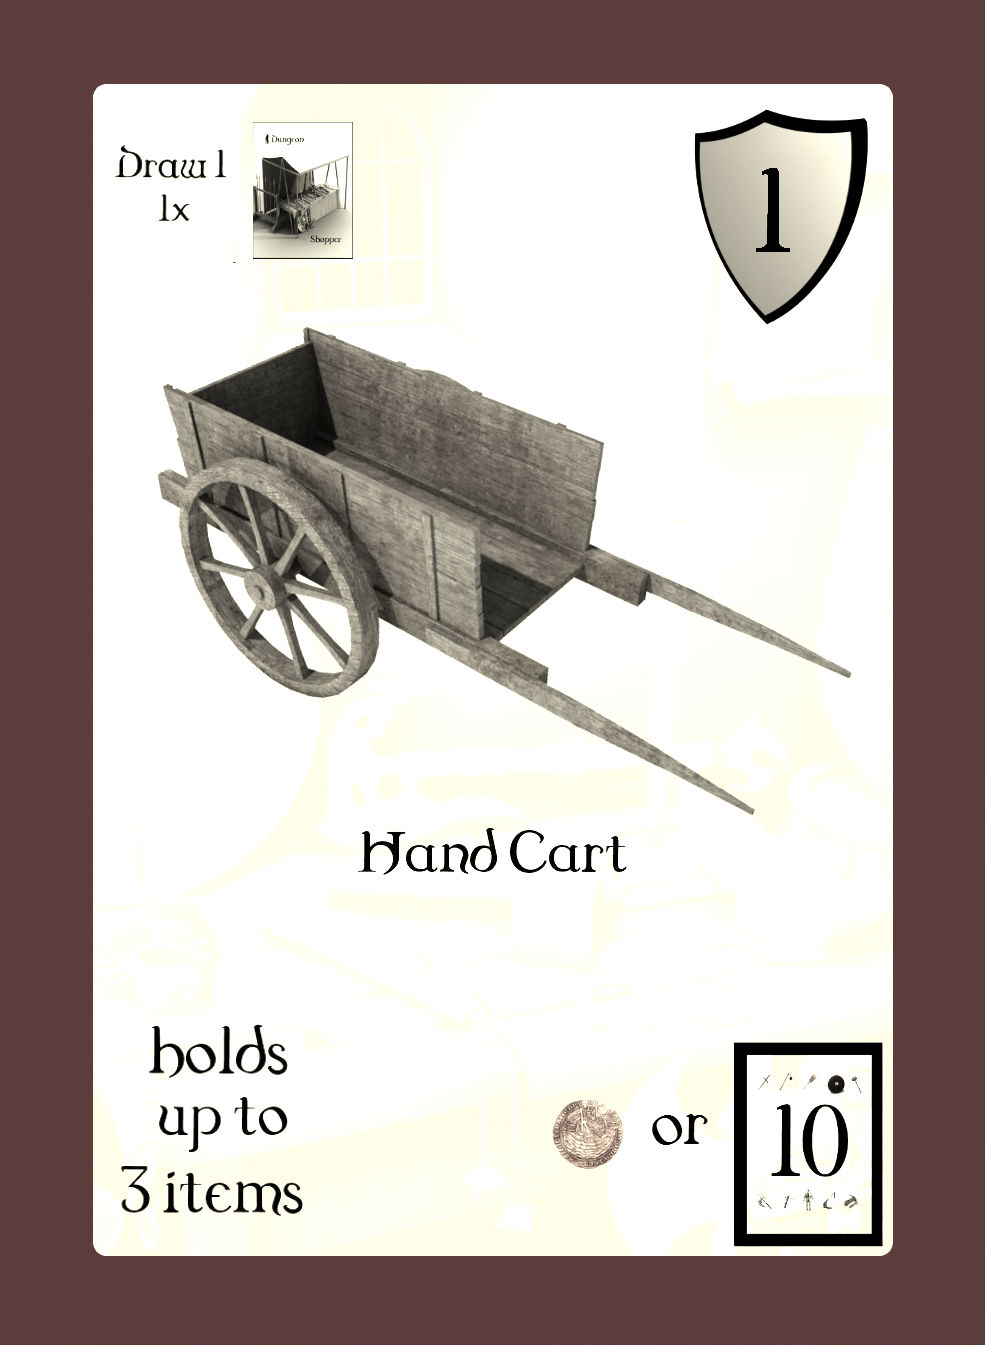 Draw 1
1x
Dungeon
Shopper
1
Hand Cart
holds
up to
3 items
or
10